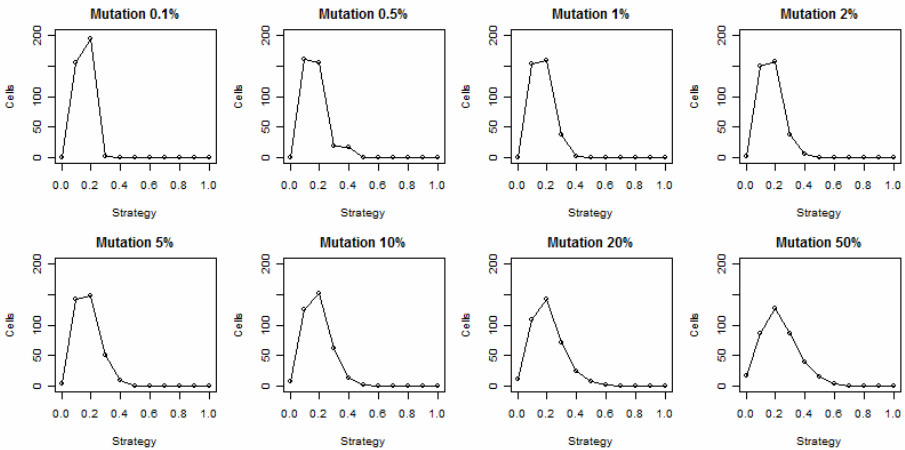 Mutation 0.1% Mutation 0.5% Mutation 1% Mutation 2%
Cells 0 50 100 200 Cells 0 50 100 200 Cells 0 50 100 200 Cells 0 50 100 200
0.0 0.2 0.4 0.6 0.8 1.0 0.0 0.2 0.4 0.6 0.8 1.0 0.0 0.2 0.4 0.6 0.8 1.0 0.0 0.2 0.4 0.6 0.8 1.0
Strategy Strategy Strategy Strategy
Mutation 5% Mutation 10% Mutation 20% Mutation 50%
Cells 0 50 100 200 Cells 0 50 100 200 Cells 0 50 100 200 Cells 0 50 100 200
0.0 0.2 0.4 0.6 0.8 1.0 0.0 0.2 0.4 0.6 0.8 1.0 0.0 0.2 0.4 0.6 0.8 1.0 0.0 0.2 0.4 0.6 0.8 1.0
Strategy Strategy Strategy Strategy